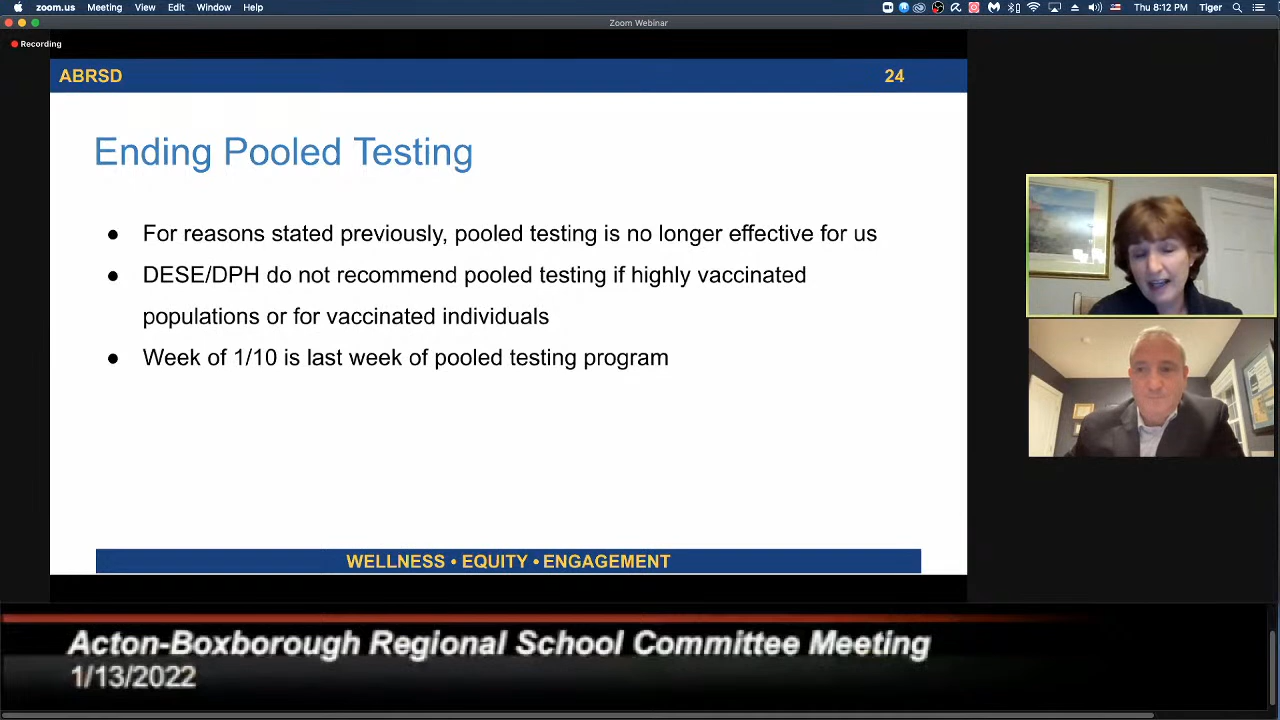 zoom.us Meeting View Edit Window Help Thu 8:12 PM Tiger
Zoom Webinar
Recording
ABRSD 24
Ending Pooled Testing
● For reasons stated previously, pooled testing is no longer effective for us
● DESE/DPH do not recommend pooled testing if highly vaccinated
populations or for vaccinated individuals
● Week of 1/10 is last week of pooled testing program
WELLNESS • EQUITY • ENGAGEMENT
Acton-Boxborough Regional School Committee Meeting
1/13/2022